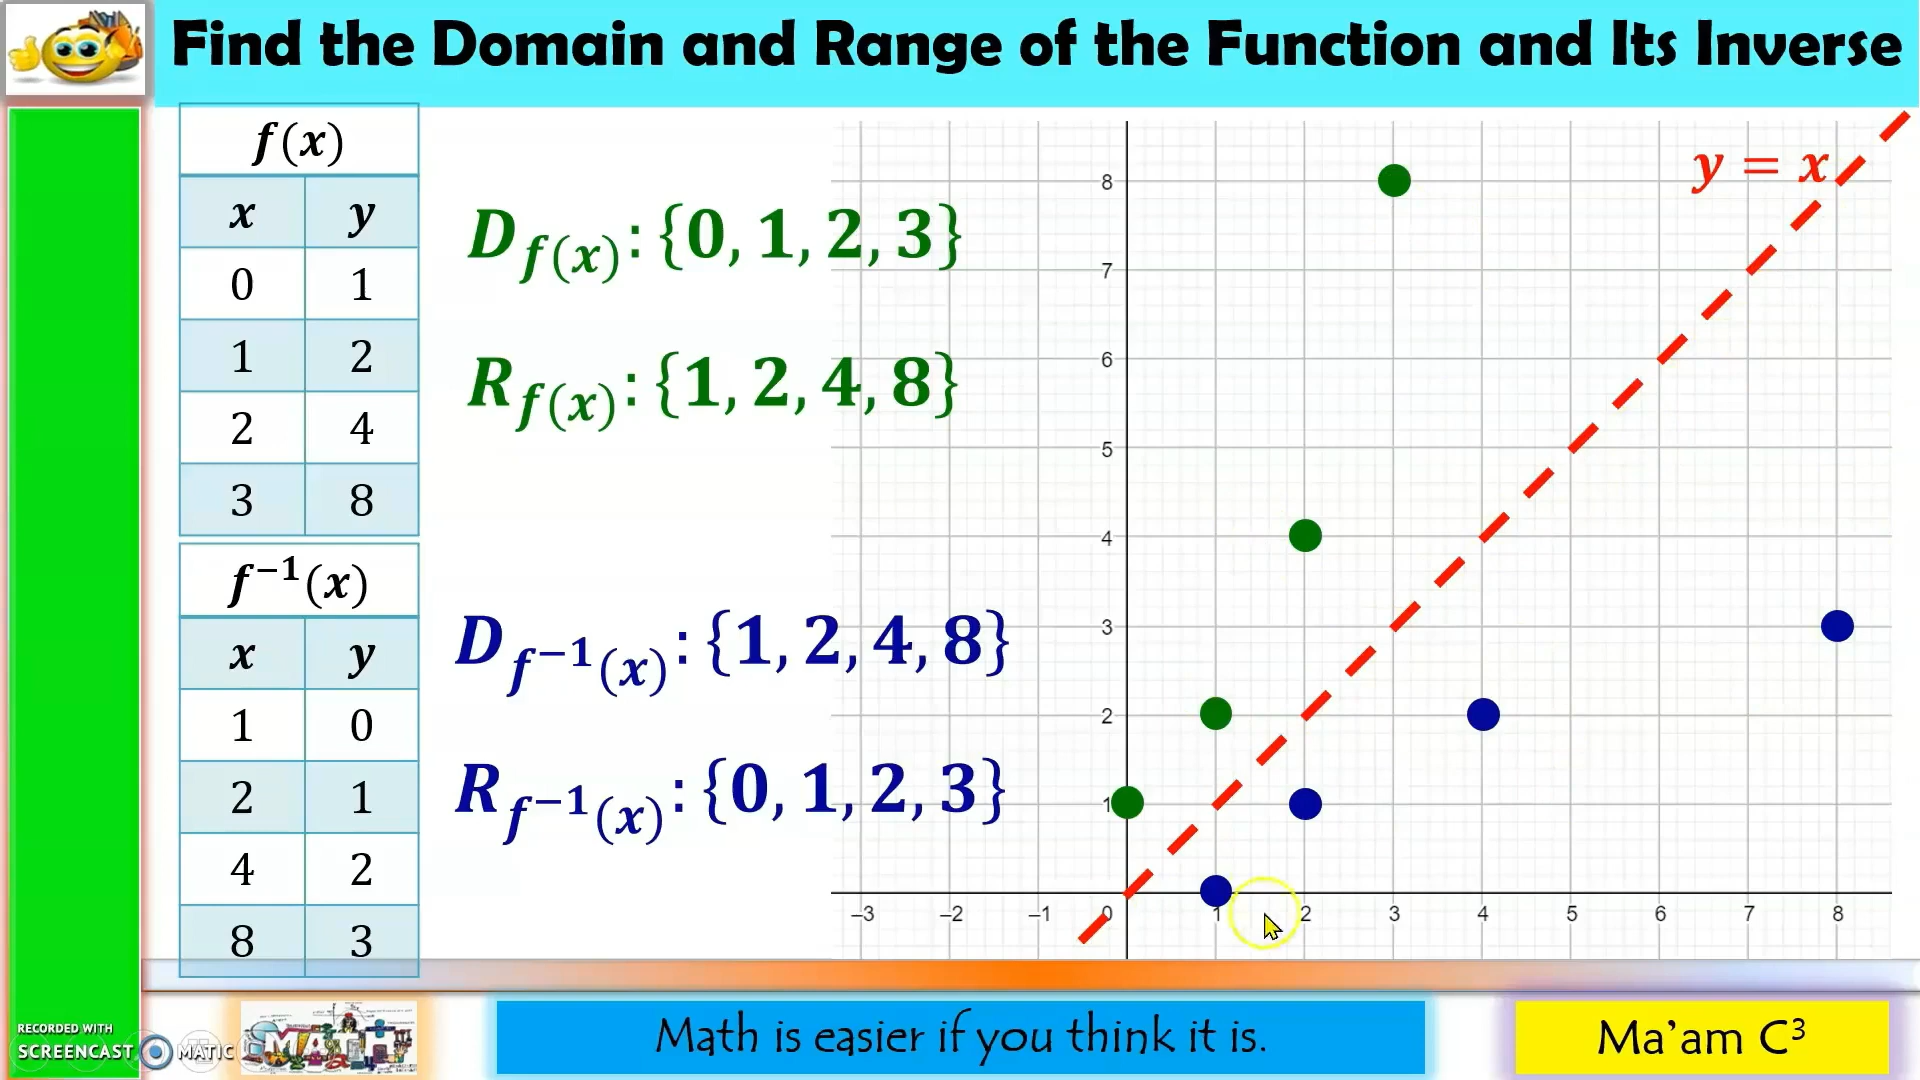 Find the Domain and Range of the Function and Its Inverse
f(x)
x y
0 1
1 2
2 4
3 8
f⁻¹(x)
x y
1 0
2 1
4 2
8 3
D_f(x): {0, 1, 2, 3}
R_f(x): {1, 2, 4, 8}
D_f⁻¹(x): {1, 2, 4, 8}
R_f⁻¹(x): {0, 1, 2, 3}
y = x
8
7
6
5
4
3
2
1
–3 –2 –1 0 1 2 3 4 5 6 7 8
RECORDED WITH
SCREENCAST MATIC
MATH
Math is easier if you think it is.
Ma'am C³